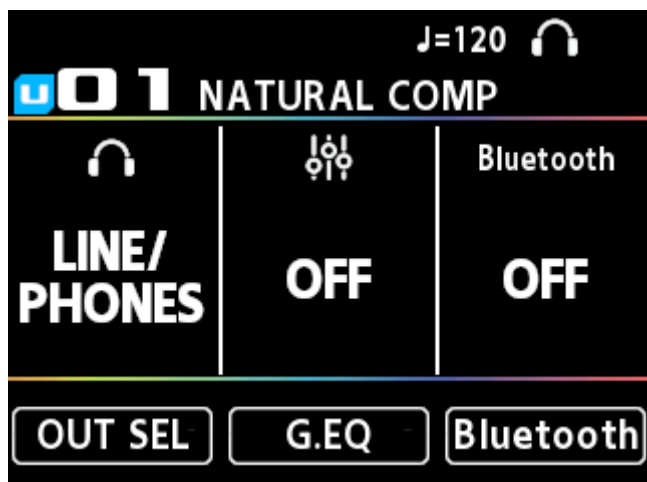 ♩=120
u01 NATURAL COMP
Bluetooth
LINE/
PHONES
OFF
OFF
OUT SEL
G.EQ
Bluetooth